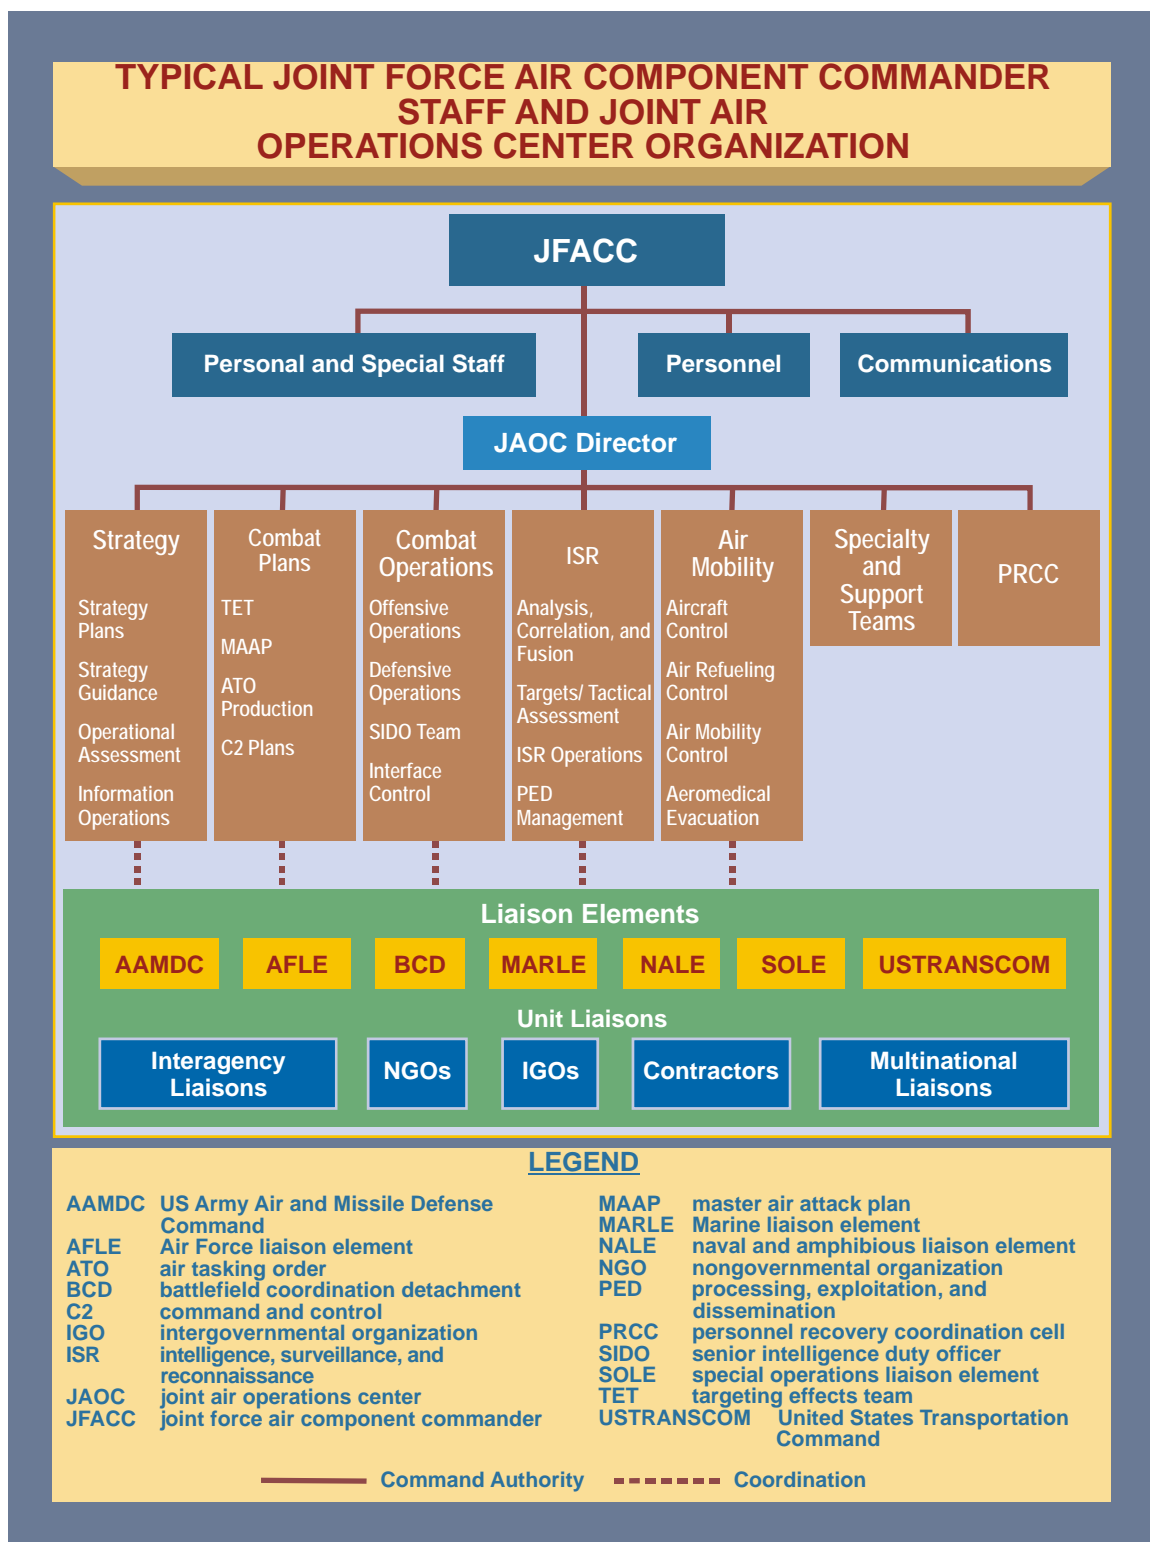 TYPICAL JOINT FORCE AIR COMPONENT COMMANDER
STAFF AND JOINT AIR
OPERATIONS CENTER ORGANIZATION
JFACC
Personal and Special Staff
Personnel
Communications
JAOC Director
Strategy
Strategy
Plans
Strategy
Guidance
Operational
Assessment
Information
Operations
Combat
Plans
TET
MAAP
ATO
Production
C2 Plans
Combat
Operations
Offensive
Operations
Defensive
Operations
SIDO Team
Interface
Control
ISR
Analysis,
Correlation, and
Fusion
Targets/ Tactical
Assessment
ISR Operations
PED
Management
Air
Mobility
Aircraft
Control
Air Refueling
Control
Air Mobility
Control
Aeromedical
Evacuation
Specialty
and
Support
Teams
PRCC
Liaison Elements
AAMDC
AFLE
BCD
MARLE
NALE
SOLE
USTRANSCOM
Unit Liaisons
Interagency
Liaisons
NGOs
IGOs
Contractors
Multinational
Liaisons
LEGEND
AAMDC US Army Air and Missile Defense
Command
AFLE Air Force liaison element
ATO air tasking order
BCD battlefield coordination detachment
C2 command and control
IGO intergovernmental organization
ISR intelligence, surveillance, and
reconnaissance
JAOC joint air operations center
JFACC joint force air component commander
MAAP master air attack plan
MARLE Marine liaison element
NALE naval and amphibious liaison element
NGO nongovernmental organization
PED processing, exploitation, and
dissemination
PRCC personnel recovery coordination cell
SIDO senior intelligence duty officer
SOLE special operations liaison element
TET targeting effects team
USTRANSCOM United States Transportation
Command
Command Authority
Coordination